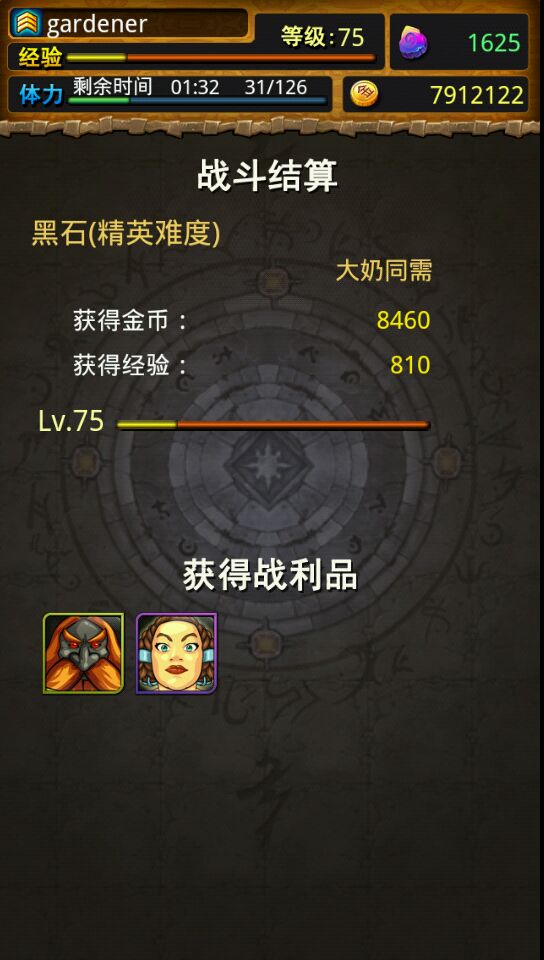 gardener
等级:75
1625
经验
体力 剩余时间 01:32 31/126
7912122
战斗结算
黑石(精英难度)
大奶同需
获得金币： 8460
获得经验： 810
Lv.75
获得战利品